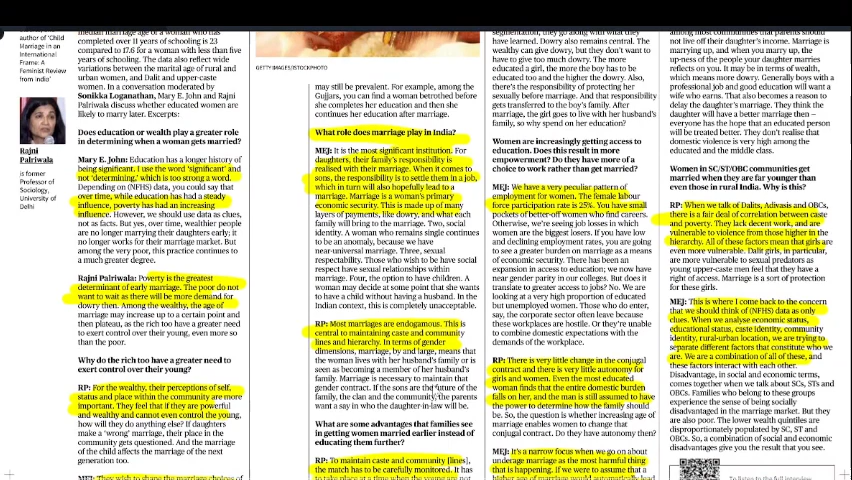 author of 'Child
Marriage in an
International
Frame: A
Feminist Review
from India'
Rajni
Palriwala
is former
Professor of
Sociology,
University of
Delhi
completed over 11 years of schooling is 23
compared to 17.6 for women with less than five
years of schooling. The data also reflect wide
variations between the marital age of rural and
urban women, and Dalit and upper-caste
women. In a conversation moderated by
Sonikka Loganathan, Mary E. John and Rajni
Palriwala discuss whether educated women are
likely to marry later. Excerpts:
Does education or wealth play a greater role
in determining when a woman gets married?
Mary E. John: Education has a longer history of
being significant. I use the word 'significant' and
not 'determining,' which is too strong a word.
Depending on (NFHS) data, you could say that
over time, while education has had a steady
influence, poverty has had an increasing
influence. However, we should use data as clues,
not as facts. But yes, over time, wealthier people
are no longer marrying their daughters early; it
no longer works for their marriage market. But
among the very poor, this practice continues to
a much greater degree.
Rajni Palriwala: Poverty is the greatest
determinant of early marriage. The poor do not
want to wait as there will be more demand for
dowry then. Among the wealthy, the age of
marriage may increase up to a certain point and
then plateau, as the rich too have a greater need
to exert control over their young, even more so
than the poor.
Why do the rich too have a greater need to
exert control over their young?
RP: For the wealthy, their perceptions of self,
status and place within the community are more
important. They feel that if they are powerful
and wealthy and cannot even control the young,
how will they do anything else? If daughters
make a 'wrong' marriage, their place in the
community gets questioned. And the marriage
of the child affects the marriage of the next
generation too.
MEJ: They wish to shape the marriage choices of
GETTY IMAGES/ISTOCKPHOTO
may still be prevalent. For example, among the
Gujjars, you can find a woman betrothed before
she completes her education and then she
continues her education after marriage.
What role does marriage play in India?
MEJ: It is the most significant institution. For
daughters, their family's responsibility is
realised with their marriage. When it comes to
sons, the responsibility is to settle them in a job,
which in turn will also hopefully lead to a
marriage. Marriage is a woman's primary
economic security. This is made up of many
layers of payments, like dowry, and what each
family will bring to the marriage. Two, social
identity. A woman who remains single continues
to be an anomaly, because we have
near-universal marriage. Three, sexual
respectability. Those who wish to be have social
respect have sexual relationships within
marriage. Four, the option to have children. A
woman may decide at some point that she wants
to have a child without having a husband. In the
Indian context, this is completely unacceptable.
RP: Most marriages are endogamous. This is
central to maintaining caste and community
lines and hierarchy. In terms of gender
dimensions, marriage, by and large, means that
the woman lives with her husband's family or is
seen as becoming a member of her husband's
family. Marriage is necessary to maintain that
gender contract. If the sons are the future of the
family, the clan and the community, the parents
want a say in who the daughter-in-law will be.
What are some advantages that families see
in getting women married earlier instead of
educating them further?
RP: To maintain caste and community [lines],
the match has to be carefully monitored. It has
to take place at a time when the young are not
segmentation, they go along with what they
have learned. Dowry also remains central. The
wealthy can give dowry, but they don't want to
have to give too much dowry. The more
educated a girl, the more the boy has to be
educated too and the higher the dowry. Also,
there's the responsibility of protecting her
sexually before marriage. And that responsibility
gets transferred to the boy's family. After
marriage, the girl goes to live with her husband's
family, so why spend on her education?
Women are increasingly getting access to
education. Does this result in more
empowerment? Do they have more of a
choice to work rather than get married?
MEJ: We have a very peculiar pattern of
employment for women. The female labour
force participation rate is 25%. You have small
pockets of better-off women who find careers.
Otherwise, we're seeing job losses in which
women are the biggest losers. If you have low
and declining employment rates, you are going
to see a greater burden on marriage as a means
of economic security. There has been an
expansion in access to education; we now have
near gender parity in our colleges. But does it
translate to greater access to jobs? No. We are
looking at a very high proportion of educated
but unemployed women. Those who do enter,
say, the corporate sector often leave because
these workplaces are hostile. Or they're unable
to combine domestic expectations with the
demands of the workplace.
RP: There is very little change in the conjugal
contract and there is very little autonomy for
girls and women. Even the most educated
woman finds that the entire domestic burden
falls on her, and the man is still assumed to have
the power to determine how the family should
be. So, the question is whether increasing age of
marriage enables women to change that
conjugal contract. Do they have autonomy then?
MEJ: It's a narrow focus when we go on about
underage marriage as the most harmful thing
that is happening. If we were to assume that a
higher age of marriage would automatically lead
among most communities that parents should
not live off their daughter's income. Marriage is
marrying up, and when you marry up, the
up-ness of the people your daughter marries
reflects on you. It may be in terms of wealth,
which means more dowry. Generally boys with a
professional job and good education will want a
wife who earns. That also becomes a reason to
delay the daughter's marriage. They think the
daughter will have a better marriage then –
everyone has the hope that an educated person
will be treated better. They don't realise that
domestic violence is very high among the
educated and the middle class.
Women in SC/ST/OBC communities get
married when they are far younger than
even those in rural India. Why is this?
RP: When we talk of Dalits, Adivasis and OBCs,
there is a fair deal of correlation between caste
and poverty. They lack decent work, and are
vulnerable to violence from those higher in the
hierarchy. All of these factors mean that girls are
even more vulnerable. Dalit girls, in particular,
are more vulnerable to sexual predators as
young upper-caste men feel that they have a
right of access. Marriage is a sort of protection
for these girls.
MEJ: This is where I come back to the concern
that we should think of (NFHS) data as only
clues. When we analyse economic status,
educational status, caste identity, community
identity, rural-urban location, we are trying to
separate different factors that constitute who we
are. We are a combination of all of these, and
these factors interact with each other.
Disadvantage, in social and economic terms,
comes together when we talk about SCs, STs and
OBCs. Families who belong to these groups
experience the sense of being socially
disadvantaged in the marriage market. But they
are also poor. The lower wealth quintiles are
disproportionately populated by SC, ST and
OBCs. So, a combination of social and economic
disadvantages give you the result that you see.
To listen to the full interview